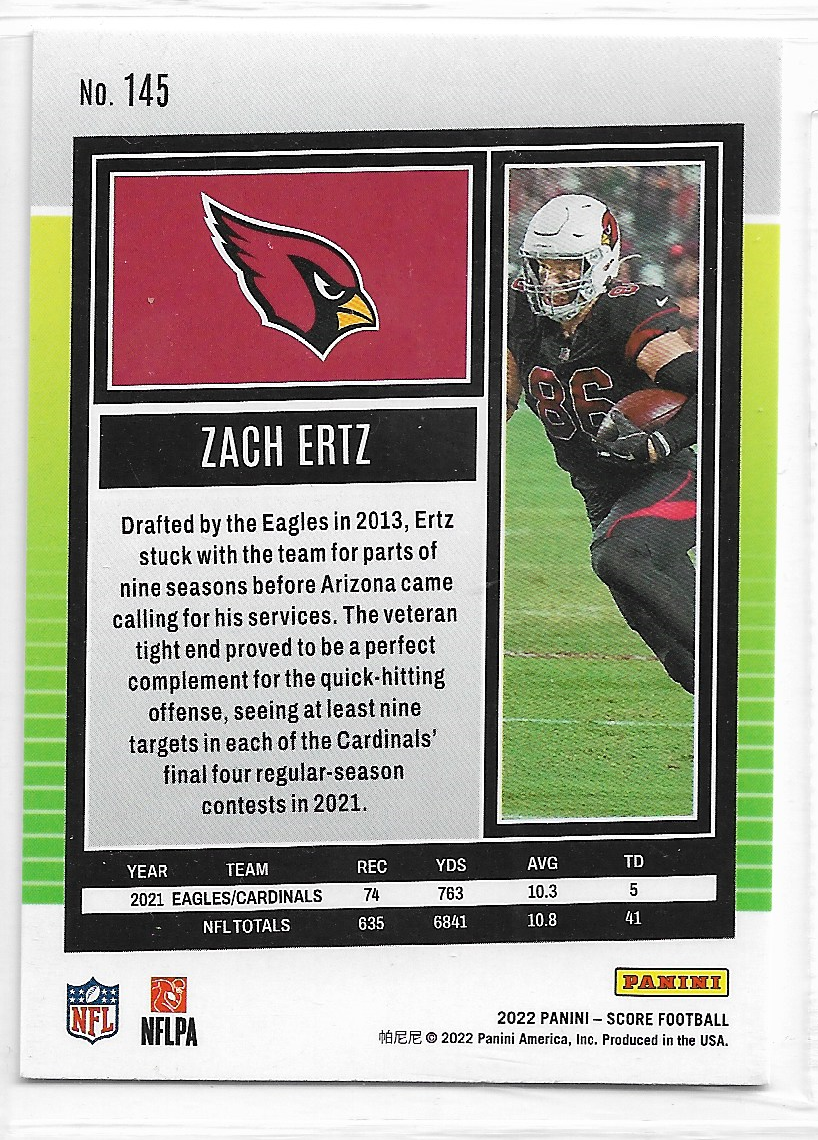 No. 145
86
86
ZACH ERTZ
Drafted by the Eagles in 2013, Ertz
stuck with the team for parts of
nine seasons before Arizona came
calling for his services. The veteran
tight end proved to be a perfect
complement for the quick-hitting
offense, seeing at least nine
targets in each of the Cardinals'
final four regular-season
contests in 2021.
YEAR TEAM REC YDS AVG TD
2021 EAGLES/CARDINALS 74 763 10.3 5
NFL TOTALS 635 6841 10.8 41
NFL
NFLPA
PANINI
2022 PANINI – SCORE FOOTBALL
帕尼尼 © 2022 Panini America, Inc. Produced in the USA.